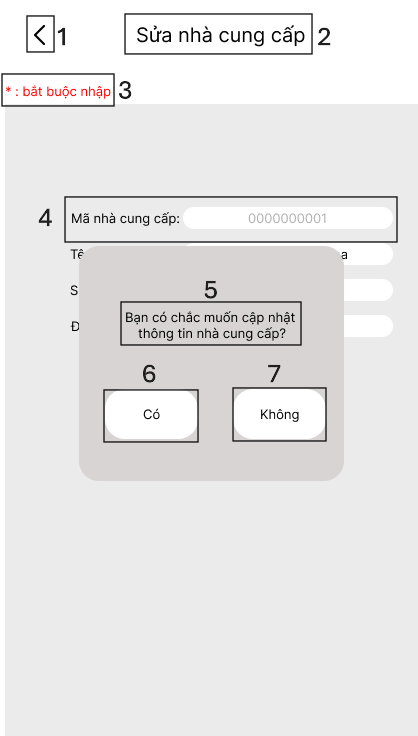 1
Sửa nhà cung cấp 2
* : bắt buộc nhập 3
4 Mã nhà cung cấp: 0000000001
Tê a
S
5
Bạn có chắc muốn cập nhật
thông tin nhà cung cấp?
Đ
6 7
Có Không